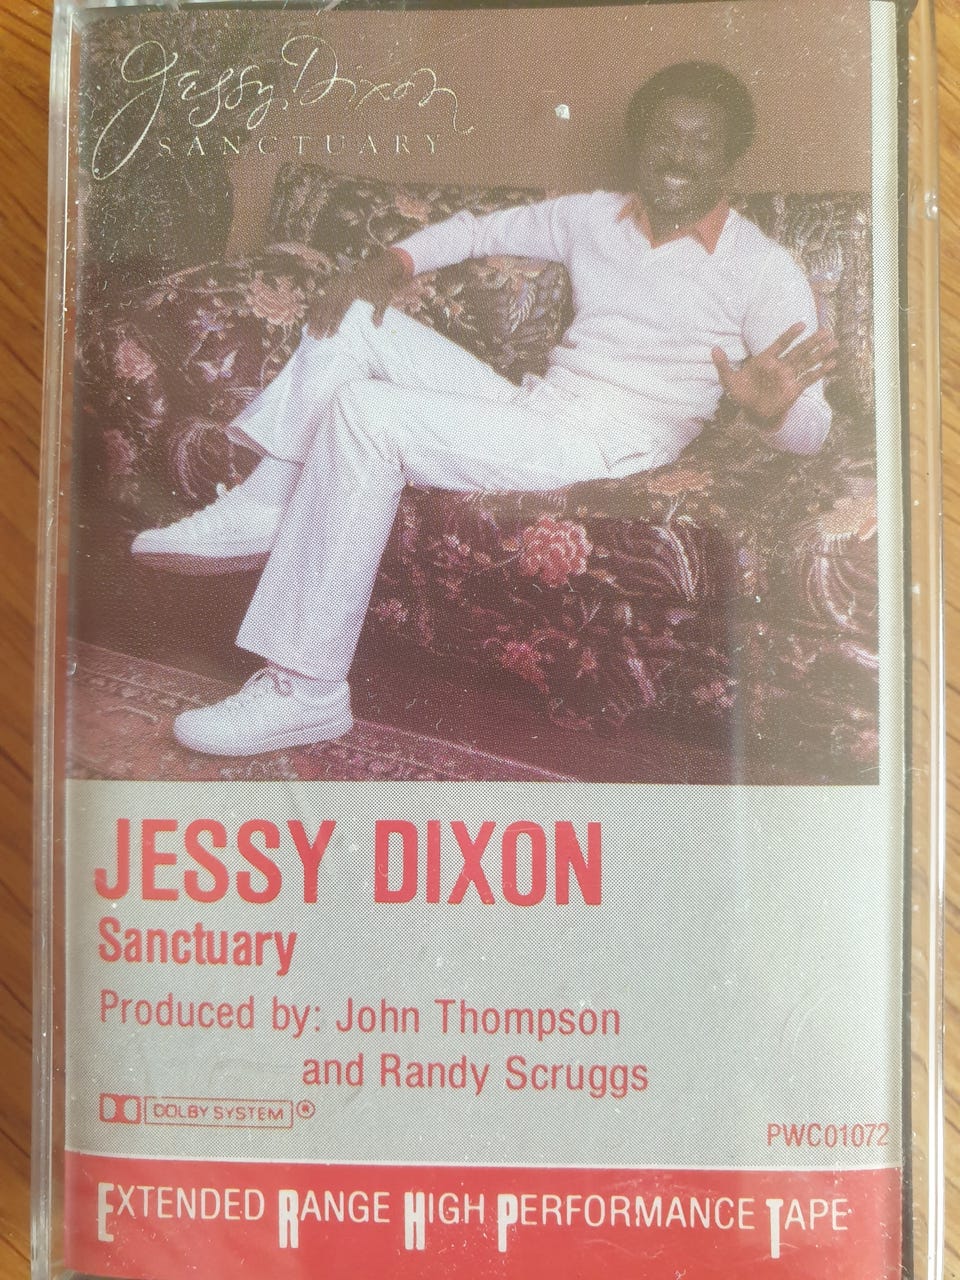 Jessy Dixon
SANCTUARY
JESSY DIXON
Sanctuary
Produced by: John Thompson
and Randy Scruggs
DOLBY SYSTEM ®
PWC01072
EXTENDED RANGE HIGH PERFORMANCE TAPE